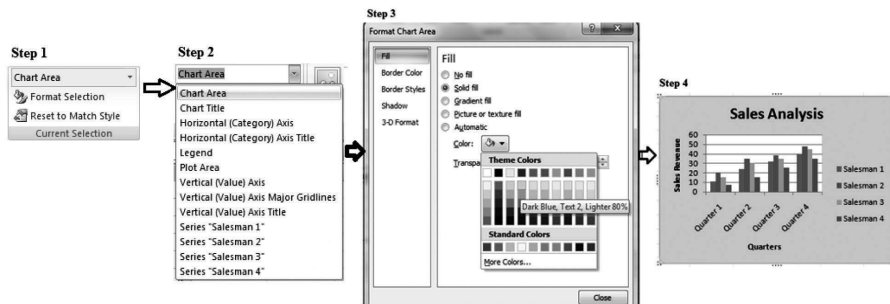 Step 1
Chart Area
Format Selection
Reset to Match Style
Current Selection
Step 2
Chart Area
Chart Area
Chart Title
Horizontal (Category) Axis
Horizontal (Category) Axis Title
Legend
Plot Area
Vertical (Value) Axis
Vertical (Value) Axis Major Gridlines
Vertical (Value) Axis Title
Series "Salesman 1"
Series "Salesman 2"
Series "Salesman 3"
Series "Salesman 4"
Step 3
Format Chart Area
Fill
Border Color
Border Styles
Shadow
3-D Format
Fill
No fill
Solid fill
Gradient fill
Picture or texture fill
Automatic
Color:
Theme Colors
Dark Blue, Text 2, Lighter 80%
Standard Colors
More Colors...
Close
Step 4
Sales Analysis
Sales Revenue
60
50
40
30
20
10
0
Quarter 1
Quarter 2
Quarter 3
Quarter 4
Quarters
Salesman 1
Salesman 2
Salesman 3
Salesman 4